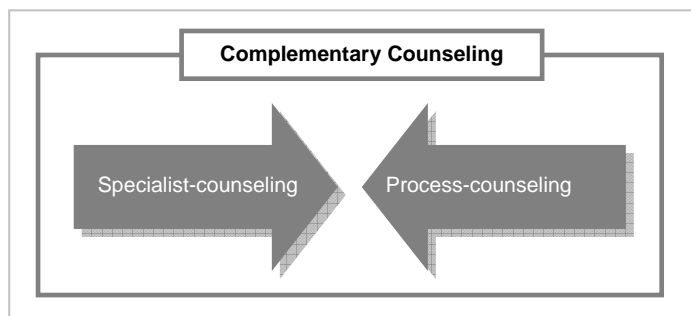 Complementary Counseling
Specialist-counseling
Process-counseling